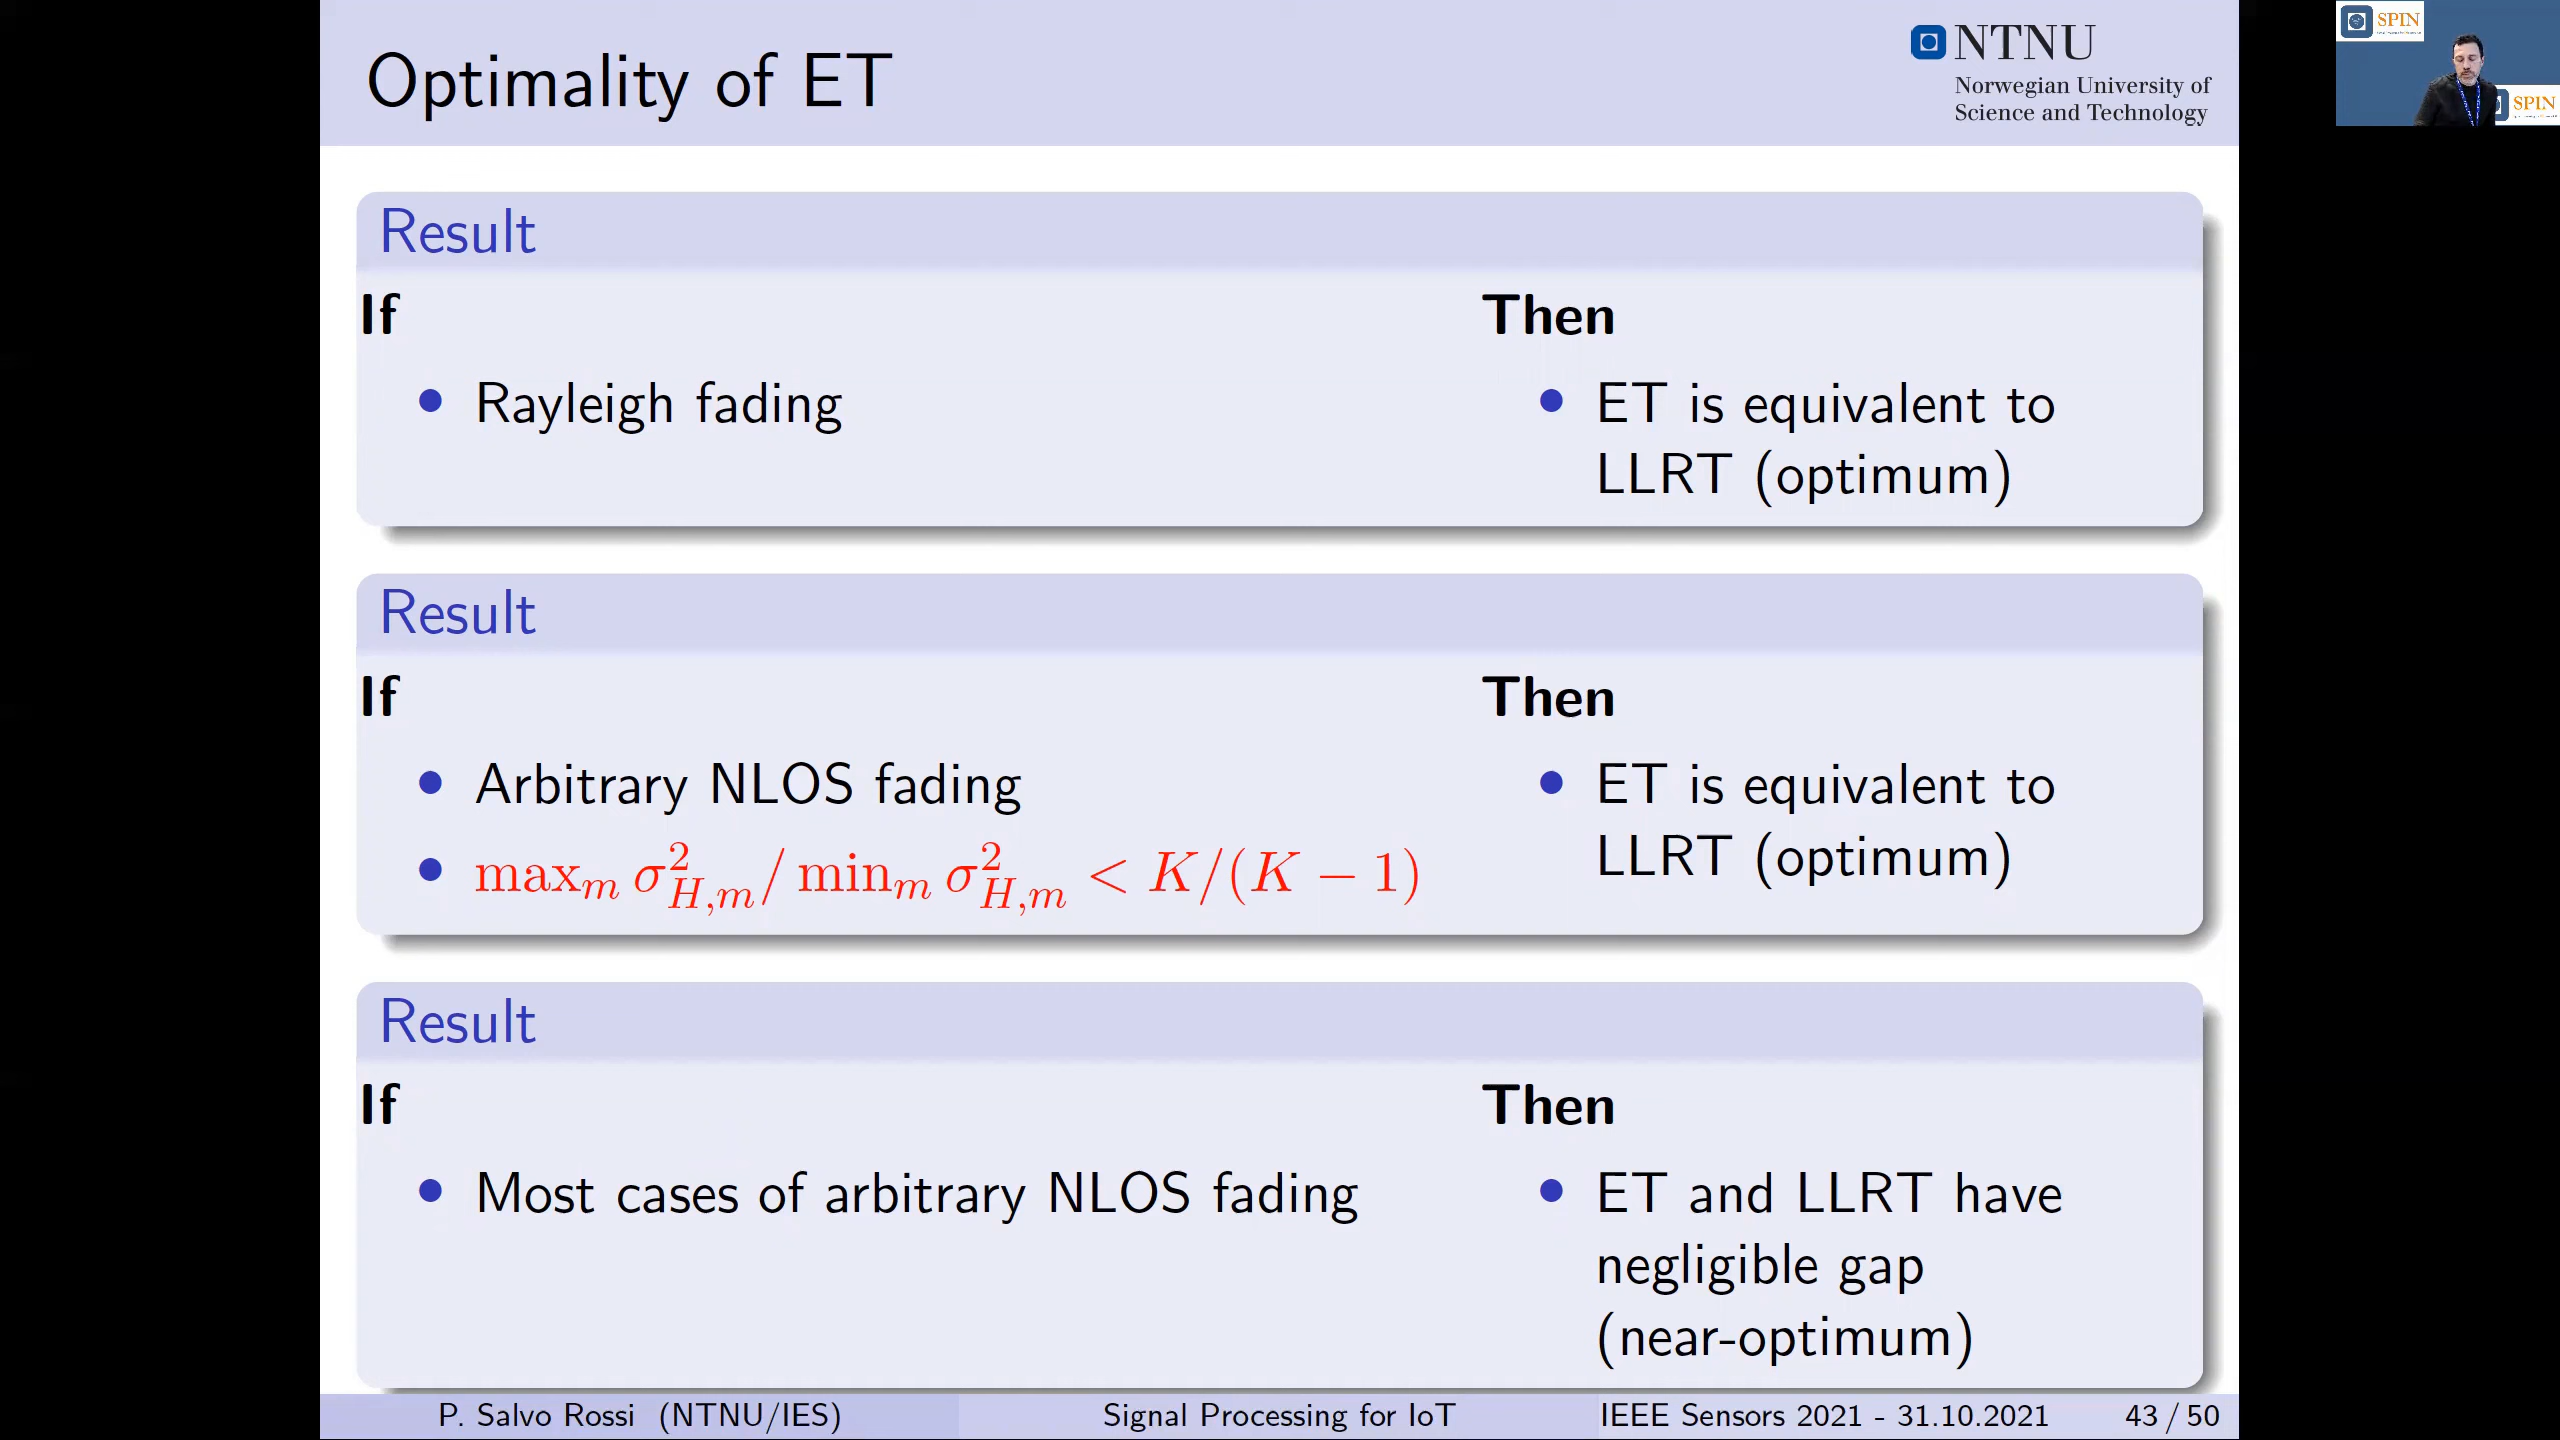 Optimality of ET
NTNU
Norwegian University of
Science and Technology
SPIN
SPIN
Result
If
Then
• Rayleigh fading
• ET is equivalent to
LLRT (optimum)
Result
If
Then
• Arbitrary NLOS fading
• max_m σ²_{H,m} / min_m σ²_{H,m} < K/(K − 1)
• ET is equivalent to
LLRT (optimum)
Result
If
Then
• Most cases of arbitrary NLOS fading
• ET and LLRT have
negligible gap
(near-optimum)
P. Salvo Rossi (NTNU/IES)
Signal Processing for IoT
IEEE Sensors 2021 - 31.10.2021
43 / 50